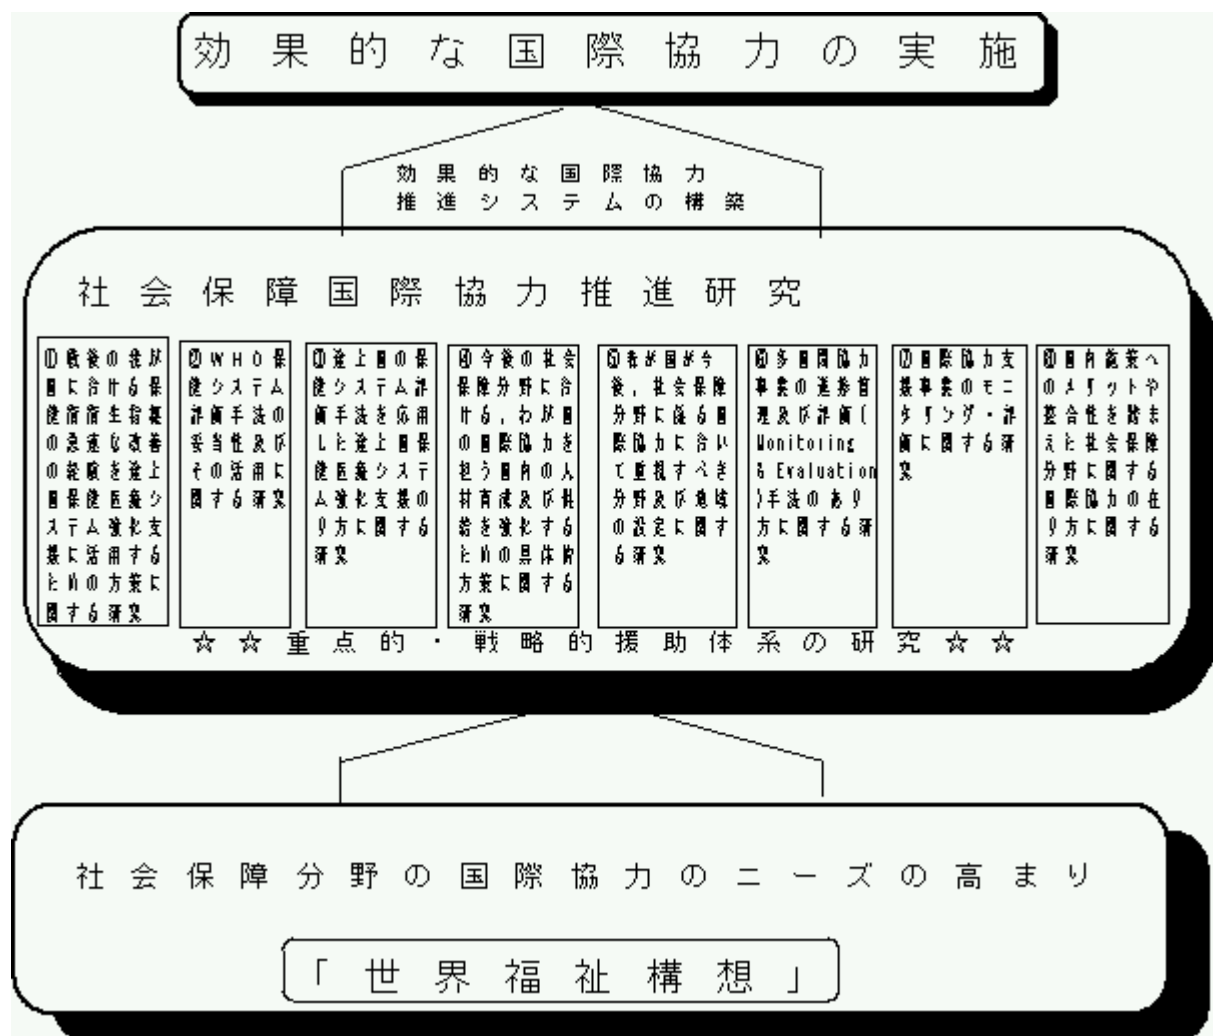 効果的な国際協力の実施
効果的な国際協力
推進システムの構築
社会保障国際協力推進研究
①戦後の我が
国に合ける保
健衛生指標
の急速な改善
の経験を途上
国保健医療シ
ステム強化支
援に活用する
ための方策に
関する研究
②WHO保
健システム
評価手法の
妥当性及び
その活用に
関する研究
③途上国の保
健システム評
価手法を応用
した途上国保
健医療システ
ム強化支援の
り方に関する
研究
④今後の社会
保障分野に合
ける,わが国
の国際協力を
担う国内の人
材育成及び供
給を強化する
ための具体的
方策に関する
研究
⑤我が国が今
後,社会保障
分野に係る国
際協力に合い
て重視すべき
分野及び地域
の設定に関す
る研究
⑥多国間協力
事業の進捗管
理及び評価(
Monitoring
& Evaluation
)手法のあり
方に関する研
究
⑦国際協力支
援事業のモニ
タリング・評
価に関する研
究
⑧国内施策へ
のメリットや
整合性を踏ま
えた社会保障
分野に関する
国際協力の在
り方に関する
研究
☆☆重点的・戦略的援助体系の研究☆☆
社会保障分野の国際協力のニーズの高まり
「世界福祉構想」